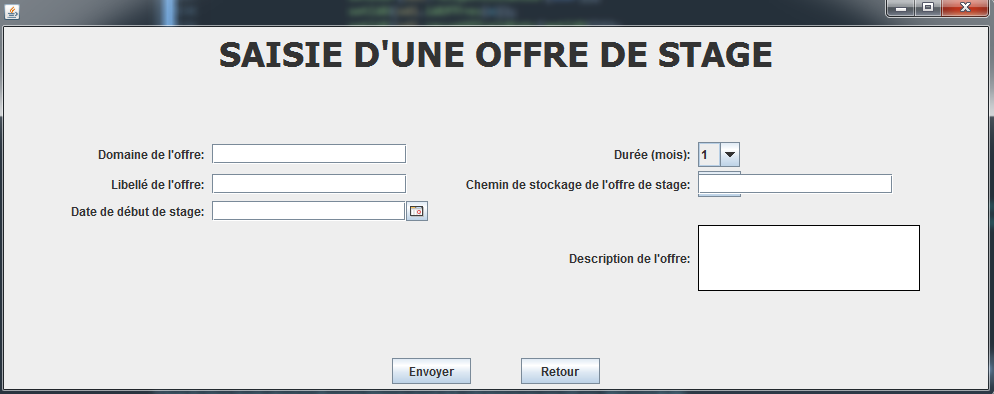 SAISIE D'UNE OFFRE DE STAGE
Domaine de l'offre:
Durée (mois): 1
Libellé de l'offre:
Chemin de stockage de l'offre de stage:
Date de début de stage:
Description de l'offre:
Envoyer Retour